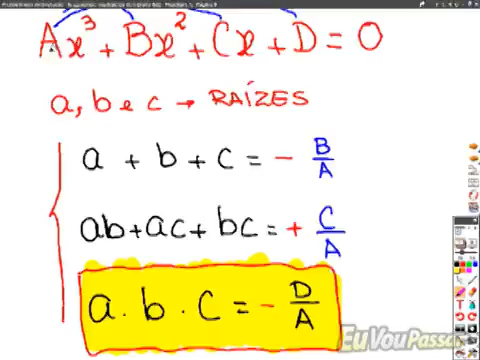 Ax³ + Bx² + Cx + D = 0
a, b e c → RAÍZES
a + b + c = - B/A
ab + ac + bc = + C/A
a . b . c = - D/A
EuVouPassar